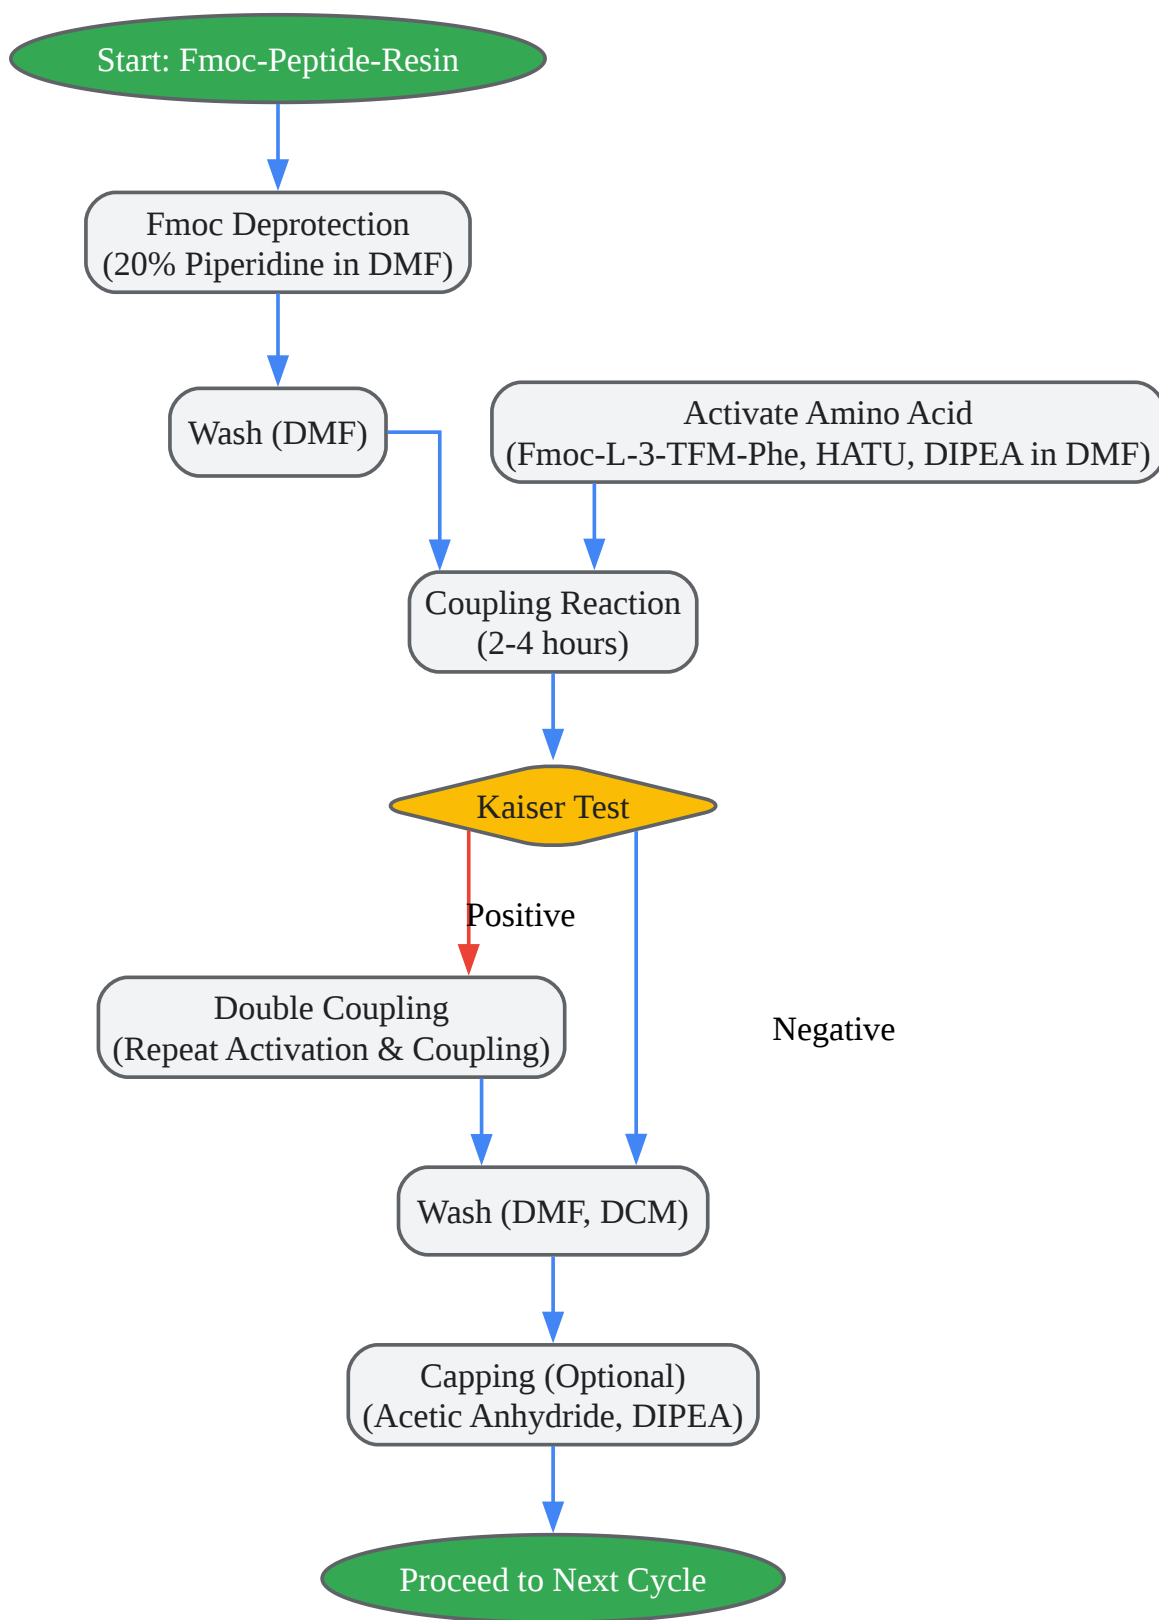 Start: Fmoc-Peptide-Resin
Fmoc Deprotection
(20% Piperidine in DMF)
Wash (DMF)
Activate Amino Acid
(Fmoc-L-3-TFM-Phe, HATU, DIPEA in DMF)
Coupling Reaction
(2-4 hours)
Kaiser Test
Positive
Double Coupling
(Repeat Activation & Coupling)
Negative
Wash (DMF, DCM)
Capping (Optional)
(Acetic Anhydride, DIPEA)
Proceed to Next Cycle